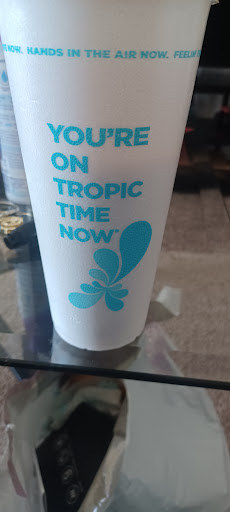 NOW. HANDS IN THE AIR NOW. FEELIN
YOU'RE
ON
TROPIC
TIME
NOW